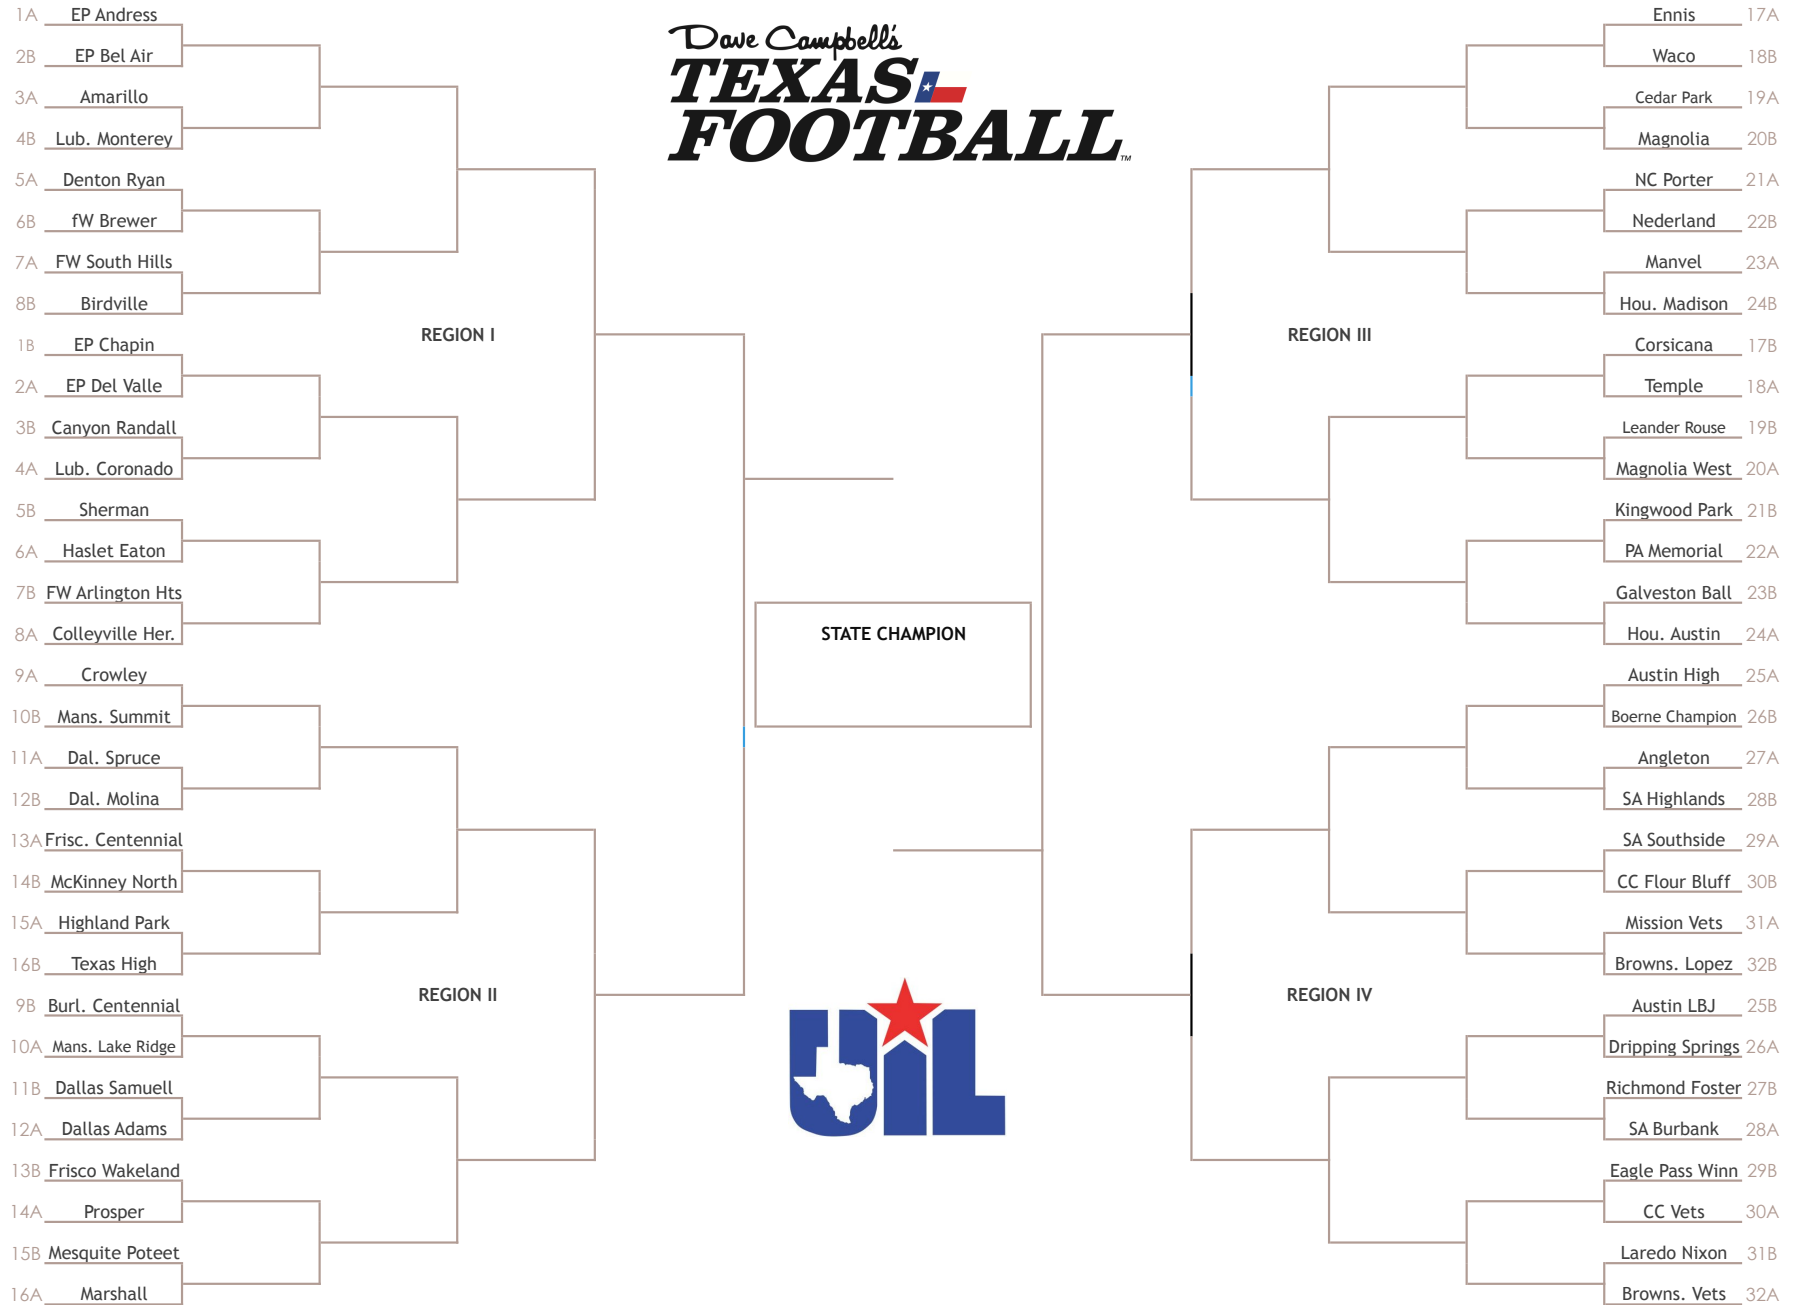 Dave Campbell's
TEXAS
FOOTBALL™
1A EP Andress
2B EP Bel Air
3A Amarillo
4B Lub. Monterey
5A Denton Ryan
6B fW Brewer
7A FW South Hills
8B Birdville
REGION I
1B EP Chapin
2A EP Del Valle
3B Canyon Randall
4A Lub. Coronado
5B Sherman
6A Haslet Eaton
7B FW Arlington Hts
8A Colleyville Her.
9A Crowley
10B Mans. Summit
11A Dal. Spruce
12B Dal. Molina
13A Frisc. Centennial
14B McKinney North
15A Highland Park
16B Texas High
REGION II
9B Burl. Centennial
10A Mans. Lake Ridge
11B Dallas Samuell
12A Dallas Adams
13B Frisco Wakeland
14A Prosper
15B Mesquite Poteet
16A Marshall
STATE CHAMPION
UIL
Ennis 17A
Waco 18B
Cedar Park 19A
Magnolia 20B
NC Porter 21A
Nederland 22B
Manvel 23A
Hou. Madison 24B
REGION III
Corsicana 17B
Temple 18A
Leander Rouse 19B
Magnolia West 20A
Kingwood Park 21B
PA Memorial 22A
Galveston Ball 23B
Hou. Austin 24A
Austin High 25A
Boerne Champion 26B
Angleton 27A
SA Highlands 28B
SA Southside 29A
CC Flour Bluff 30B
Mission Vets 31A
Browns. Lopez 32B
REGION IV
Austin LBJ 25B
Dripping Springs 26A
Richmond Foster 27B
SA Burbank 28A
Eagle Pass Winn 29B
CC Vets 30A
Laredo Nixon 31B
Browns. Vets 32A